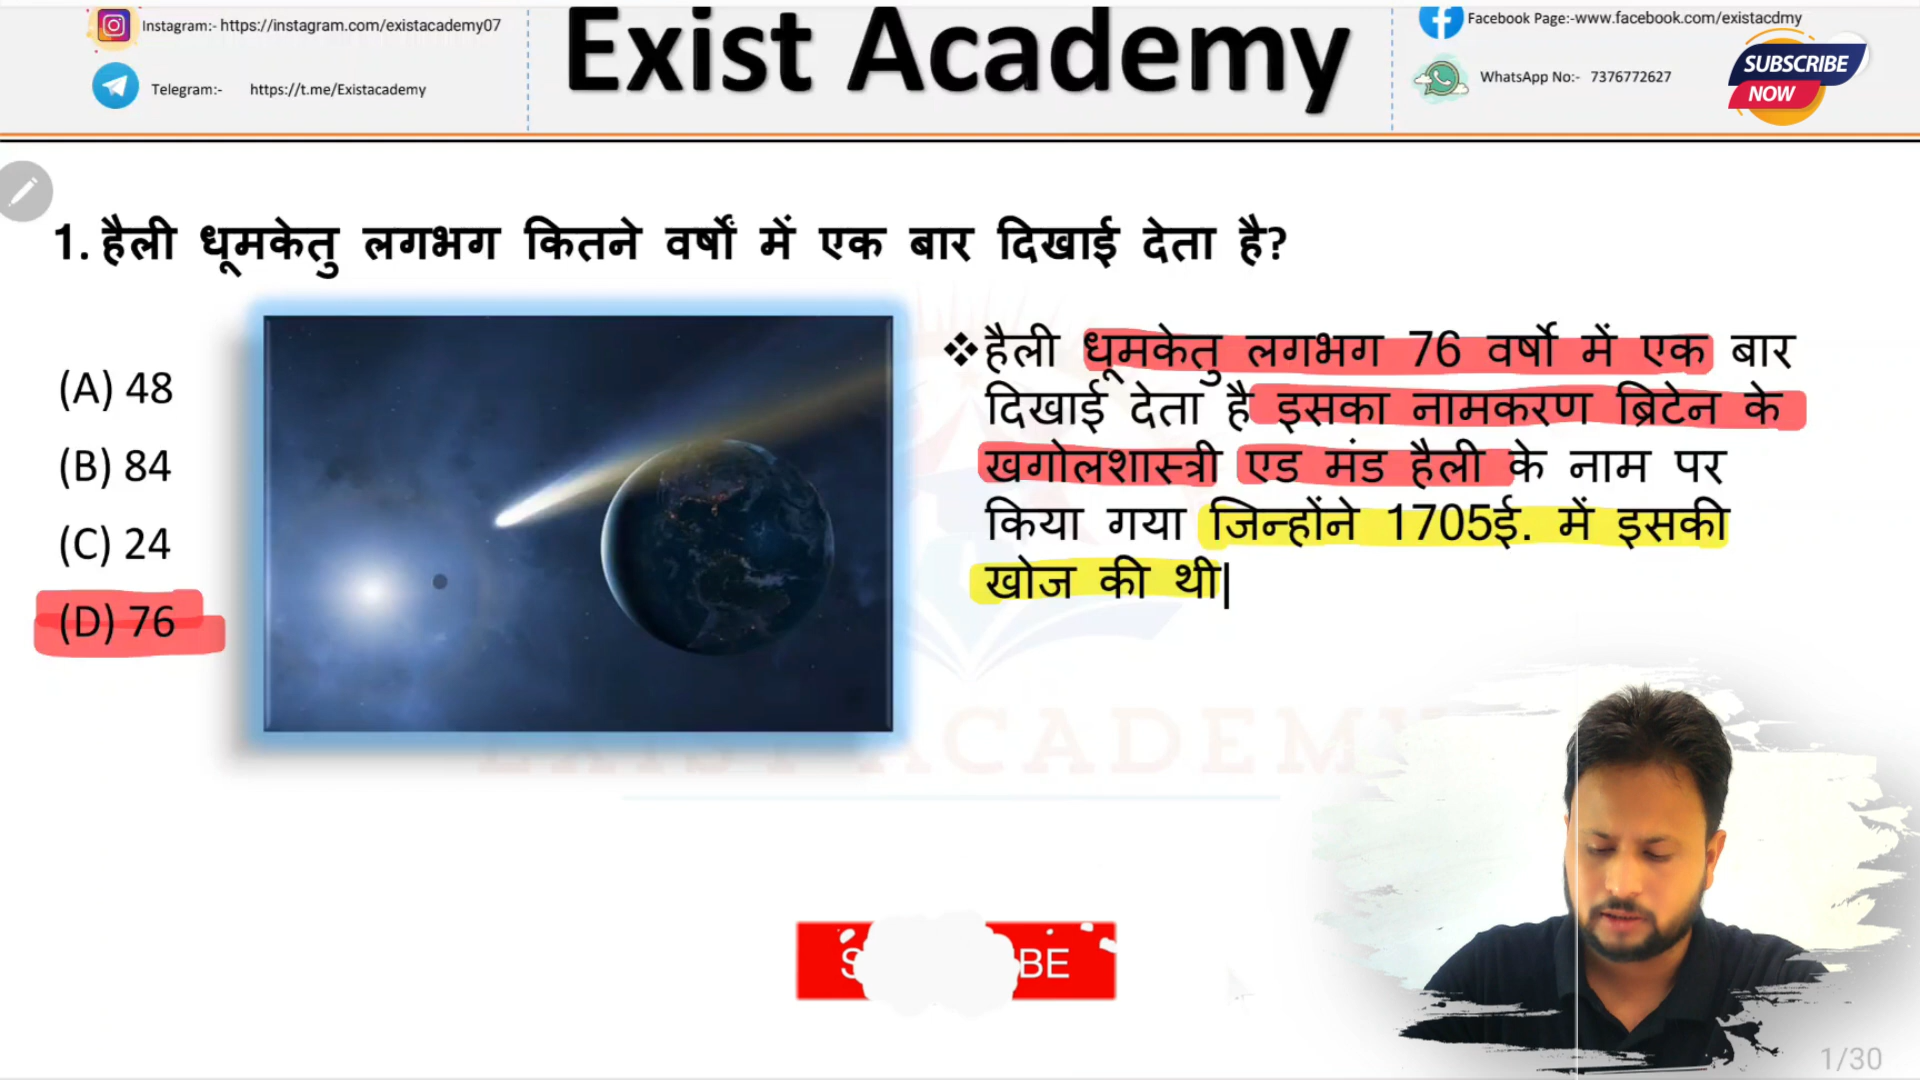 Instagram:- https://instagram.com/existacademy07
Telegram:- https://t.me/Existacademy
Exist Academy
Facebook Page:-www.facebook.com/existacdmy
WhatsApp No:- 7376772627
SUBSCRIBE
NOW
1. हैली धूमकेतु लगभग कितने वर्षों में एक बार दिखाई देता है?
(A) 48
(B) 84
(C) 24
(D) 76
❖हैली धूमकेतु लगभग 76 वर्षो में एक बार
दिखाई देता है इसका नामकरण ब्रिटेन के
खगोलशास्त्री एड मंड हैली के नाम पर
किया गया जिन्होंने 1705ई. में इसकी
खोज की थी|
EXIST ACADEMY
1/30